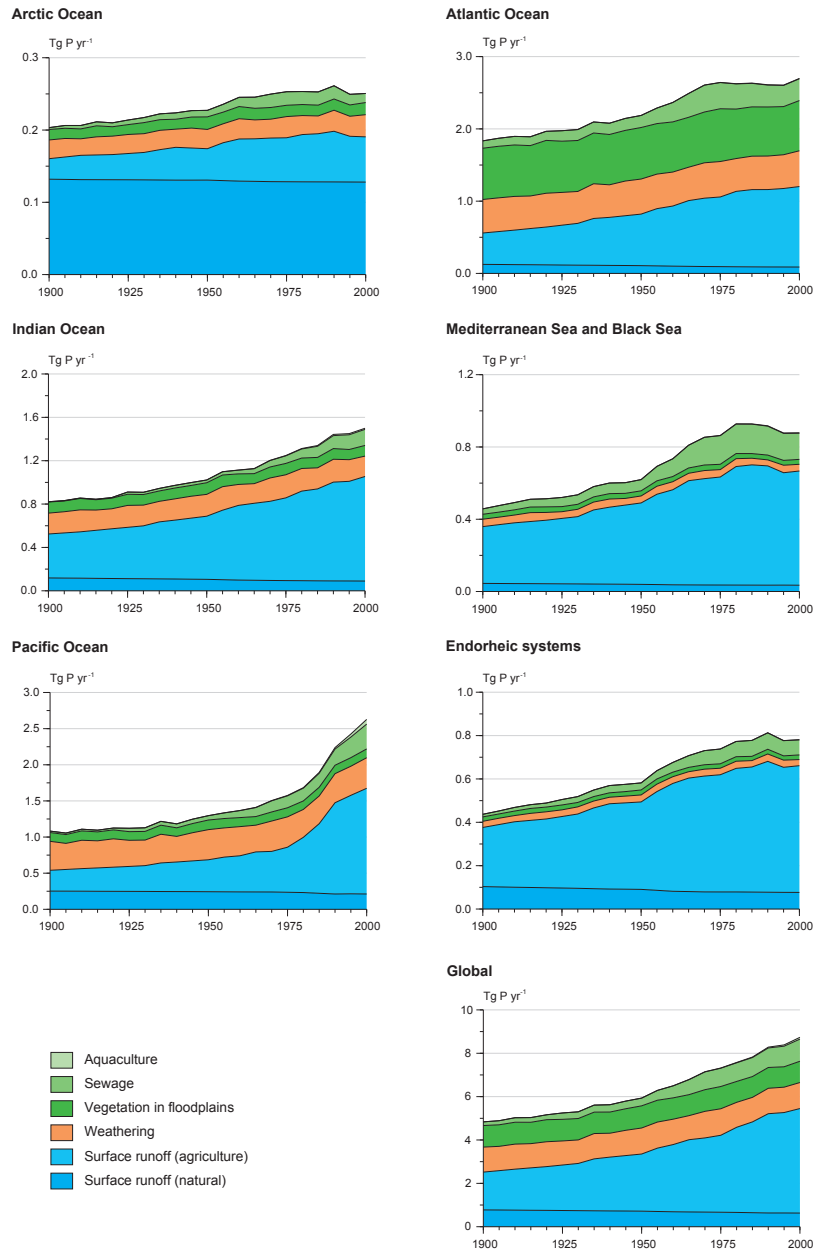 Arctic Ocean
Tg P yr-1
0.3
0.2
0.1
0.0
1900 1925 1950 1975 2000
Atlantic Ocean
Tg P yr-1
3.0
2.0
1.0
0.0
1900 1925 1950 1975 2000
Indian Ocean
Tg P yr -1
2.0
1.6
1.2
0.8
0.4
0.0
1900 1925 1950 1975 2000
Mediterranean Sea and Black Sea
Tg P yr-1
1.2
0.8
0.4
0.0
1900 1925 1950 1975 2000
Pacific Ocean
Tg P yr-1
3.0
2.5
2.0
1.5
1.0
0.5
0.0
1900 1925 1950 1975 2000
Endorheic systems
Tg P yr-1
1.0
0.8
0.6
0.4
0.2
0.0
1900 1925 1950 1975 2000
Aquaculture
Sewage
Vegetation in floodplains
Weathering
Surface runoff (agriculture)
Surface runoff (natural)
Global
Tg P yr-1
10
8
6
4
2
0
1900 1925 1950 1975 2000